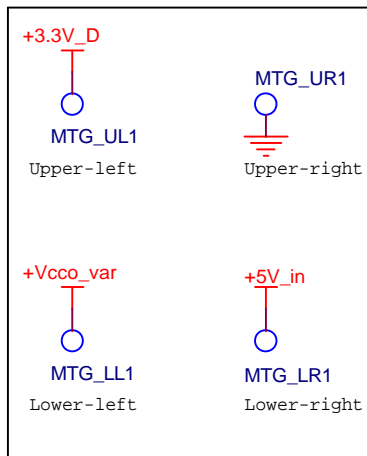 +3.3V_D
MTG_UL1
Upper-left
MTG_UR1
Upper-right
+Vcco_var
MTG_LL1
Lower-left
+5V_in
MTG_LR1
Lower-right